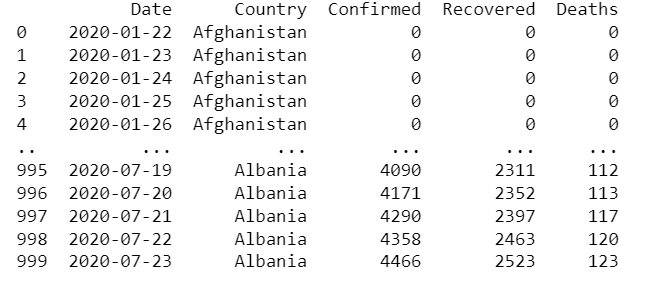 Date Country Confirmed Recovered Deaths
0 2020-01-22 Afghanistan 0 0 0
1 2020-01-23 Afghanistan 0 0 0
2 2020-01-24 Afghanistan 0 0 0
3 2020-01-25 Afghanistan 0 0 0
4 2020-01-26 Afghanistan 0 0 0
.. ... ... ... ... ...
995 2020-07-19 Albania 4090 2311 112
996 2020-07-20 Albania 4171 2352 113
997 2020-07-21 Albania 4290 2397 117
998 2020-07-22 Albania 4358 2463 120
999 2020-07-23 Albania 4466 2523 123